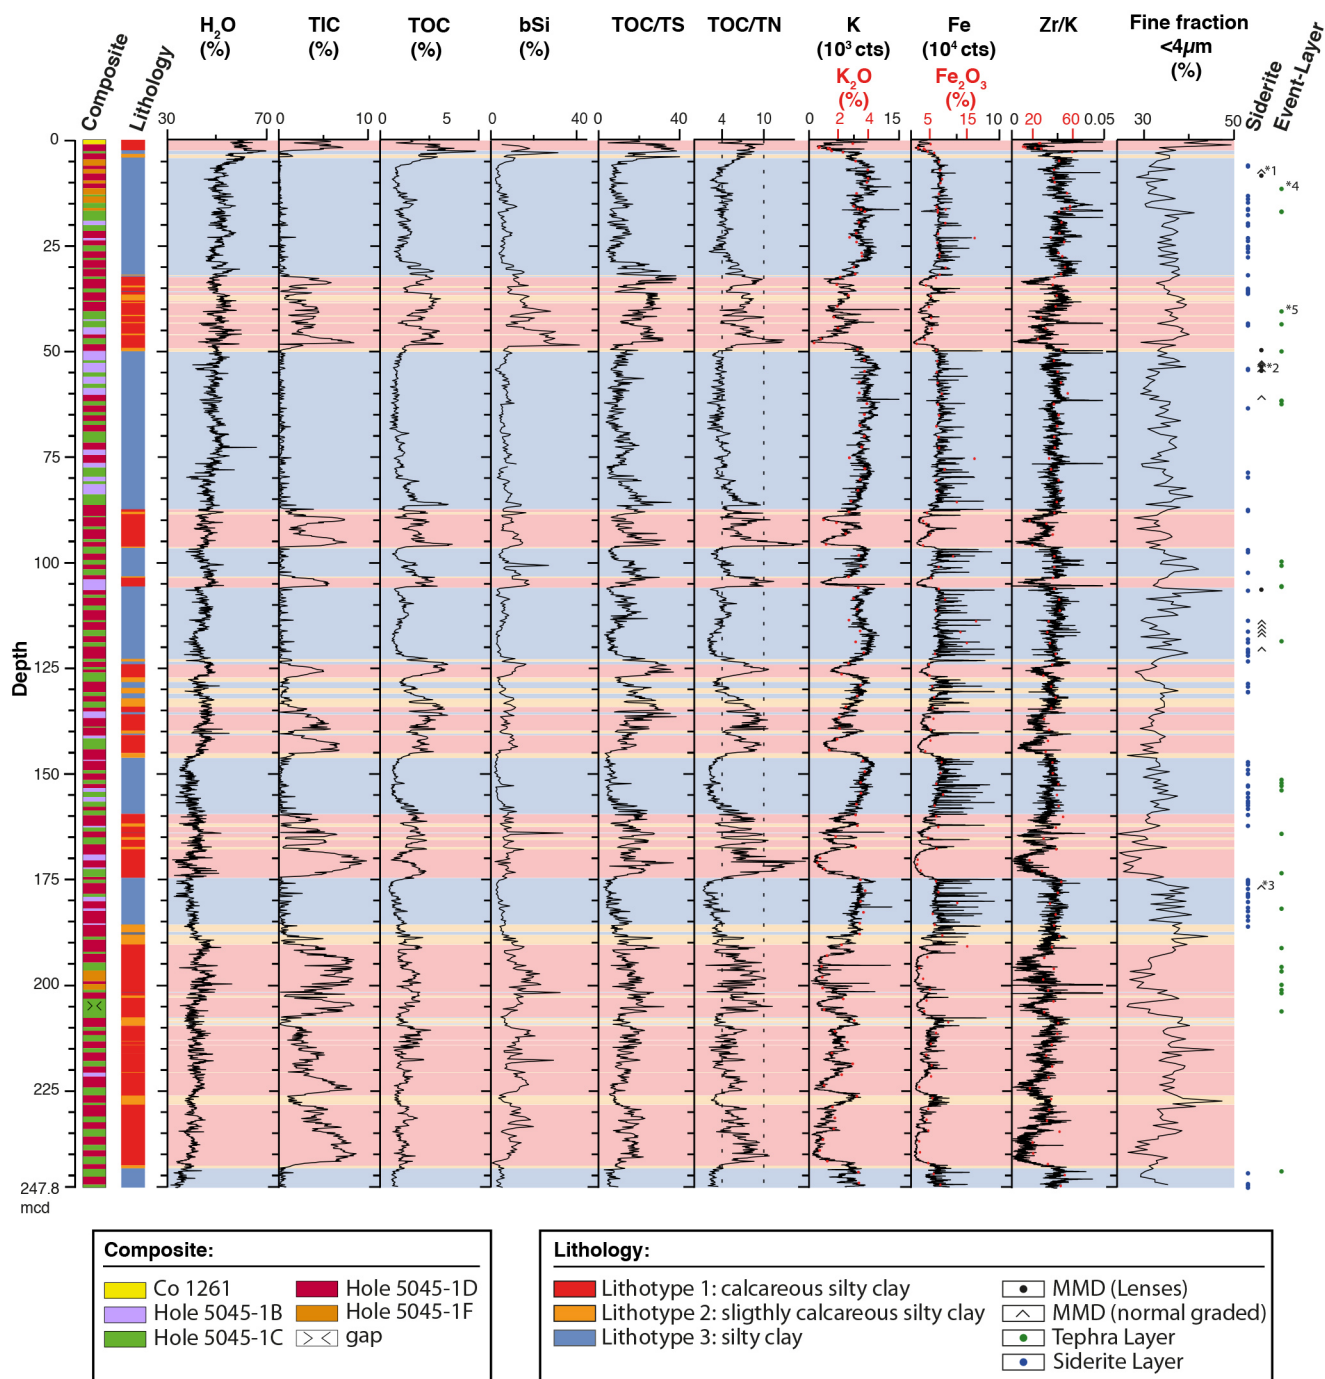 Composite
Lithology
H2O
(%)
TIC
(%)
TOC
(%)
bSi
(%)
TOC/TS
TOC/TN
K
(10³ cts)
K2O
(%)
Fe
(10⁴ cts)
Fe2O3
(%)
Zr/K
Fine fraction
<4µm
(%)
Siderite
Event-Layer
30 70 0 10 0 5 0 40 0 40 4 10 0 2 4 15 5 15 10 0 20 60 0.05 30 50
0
25
50
75
100
125
150
175
200
225
247.8
mcd
Depth
*1
*4
*5
*2
*3
Composite:
Co 1261
Hole 5045-1B
Hole 5045-1C
Hole 5045-1D
Hole 5045-1F
gap
Lithology:
Lithotype 1: calcareous silty clay
Lithotype 2: sligthly calcareous silty clay
Lithotype 3: silty clay
MMD (Lenses)
MMD (normal graded)
Tephra Layer
Siderite Layer